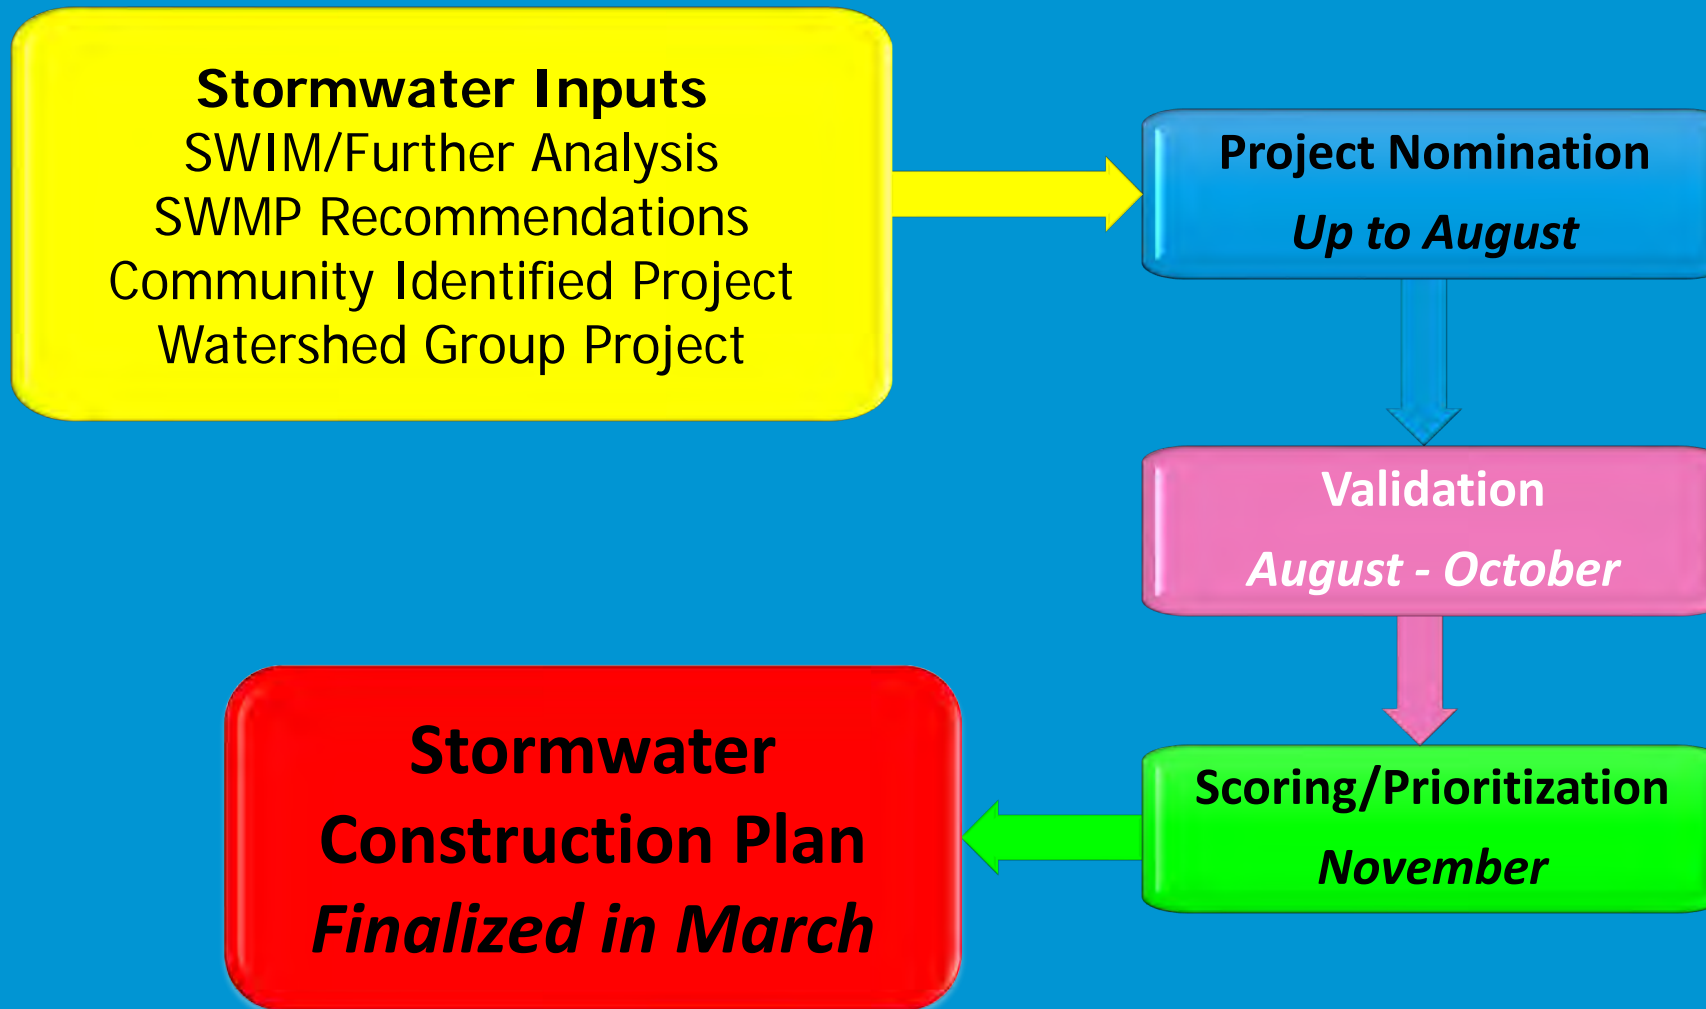 Stormwater Inputs
SWIM/Further Analysis
SWMP Recommendations
Community Identified Project
Watershed Group Project
Project Nomination
Up to August
Validation
August - October
Scoring/Prioritization
November
Stormwater
Construction Plan
Finalized in March